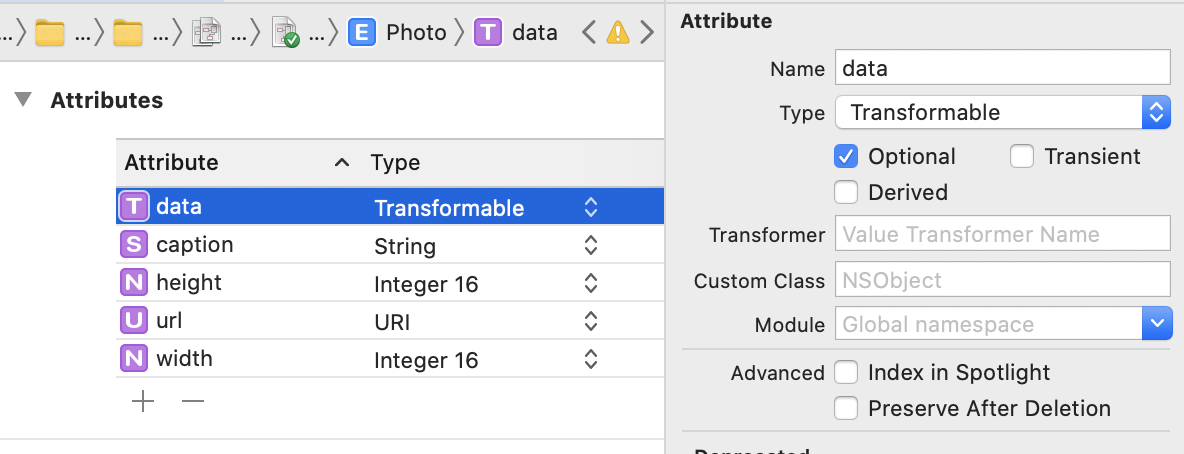 ... ... ... ... ... E Photo T data
Attributes
Attribute Type
T data Transformable
S caption String
N height Integer 16
U url URI
N width Integer 16
Attribute
Name data
Type Transformable
Optional Transient
Derived
Transformer Value Transformer Name
Custom Class NSObject
Module Global namespace
Advanced Index in Spotlight
Preserve After Deletion